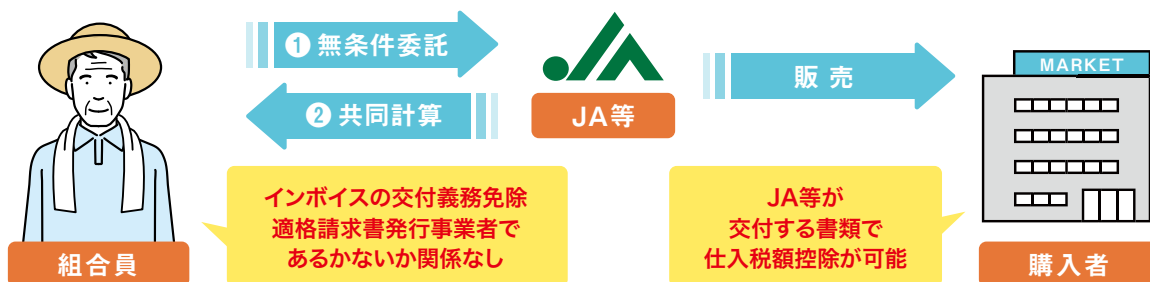 ❶ 無条件委託
❷ 共同計算
JA等
販売
MARKET
インボイスの交付義務免除
適格請求書発行事業者で
あるかないか関係なし
JA等が
交付する書類で
仕入税額控除が可能
組合員
購入者